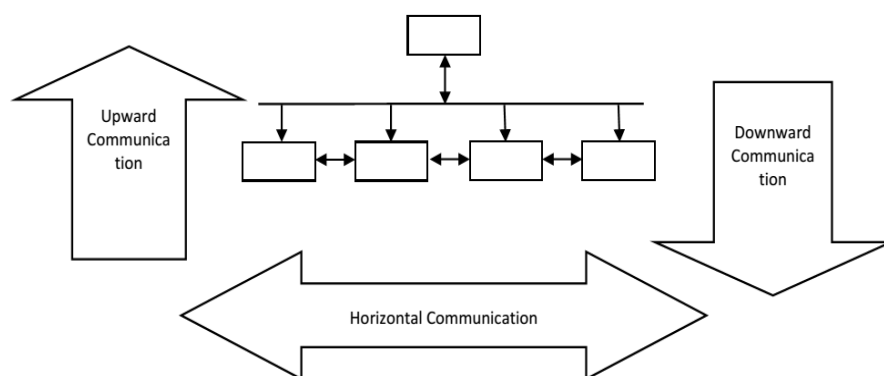 Upward
Communica
tion
Downward
Communica
tion
Horizontal Communication